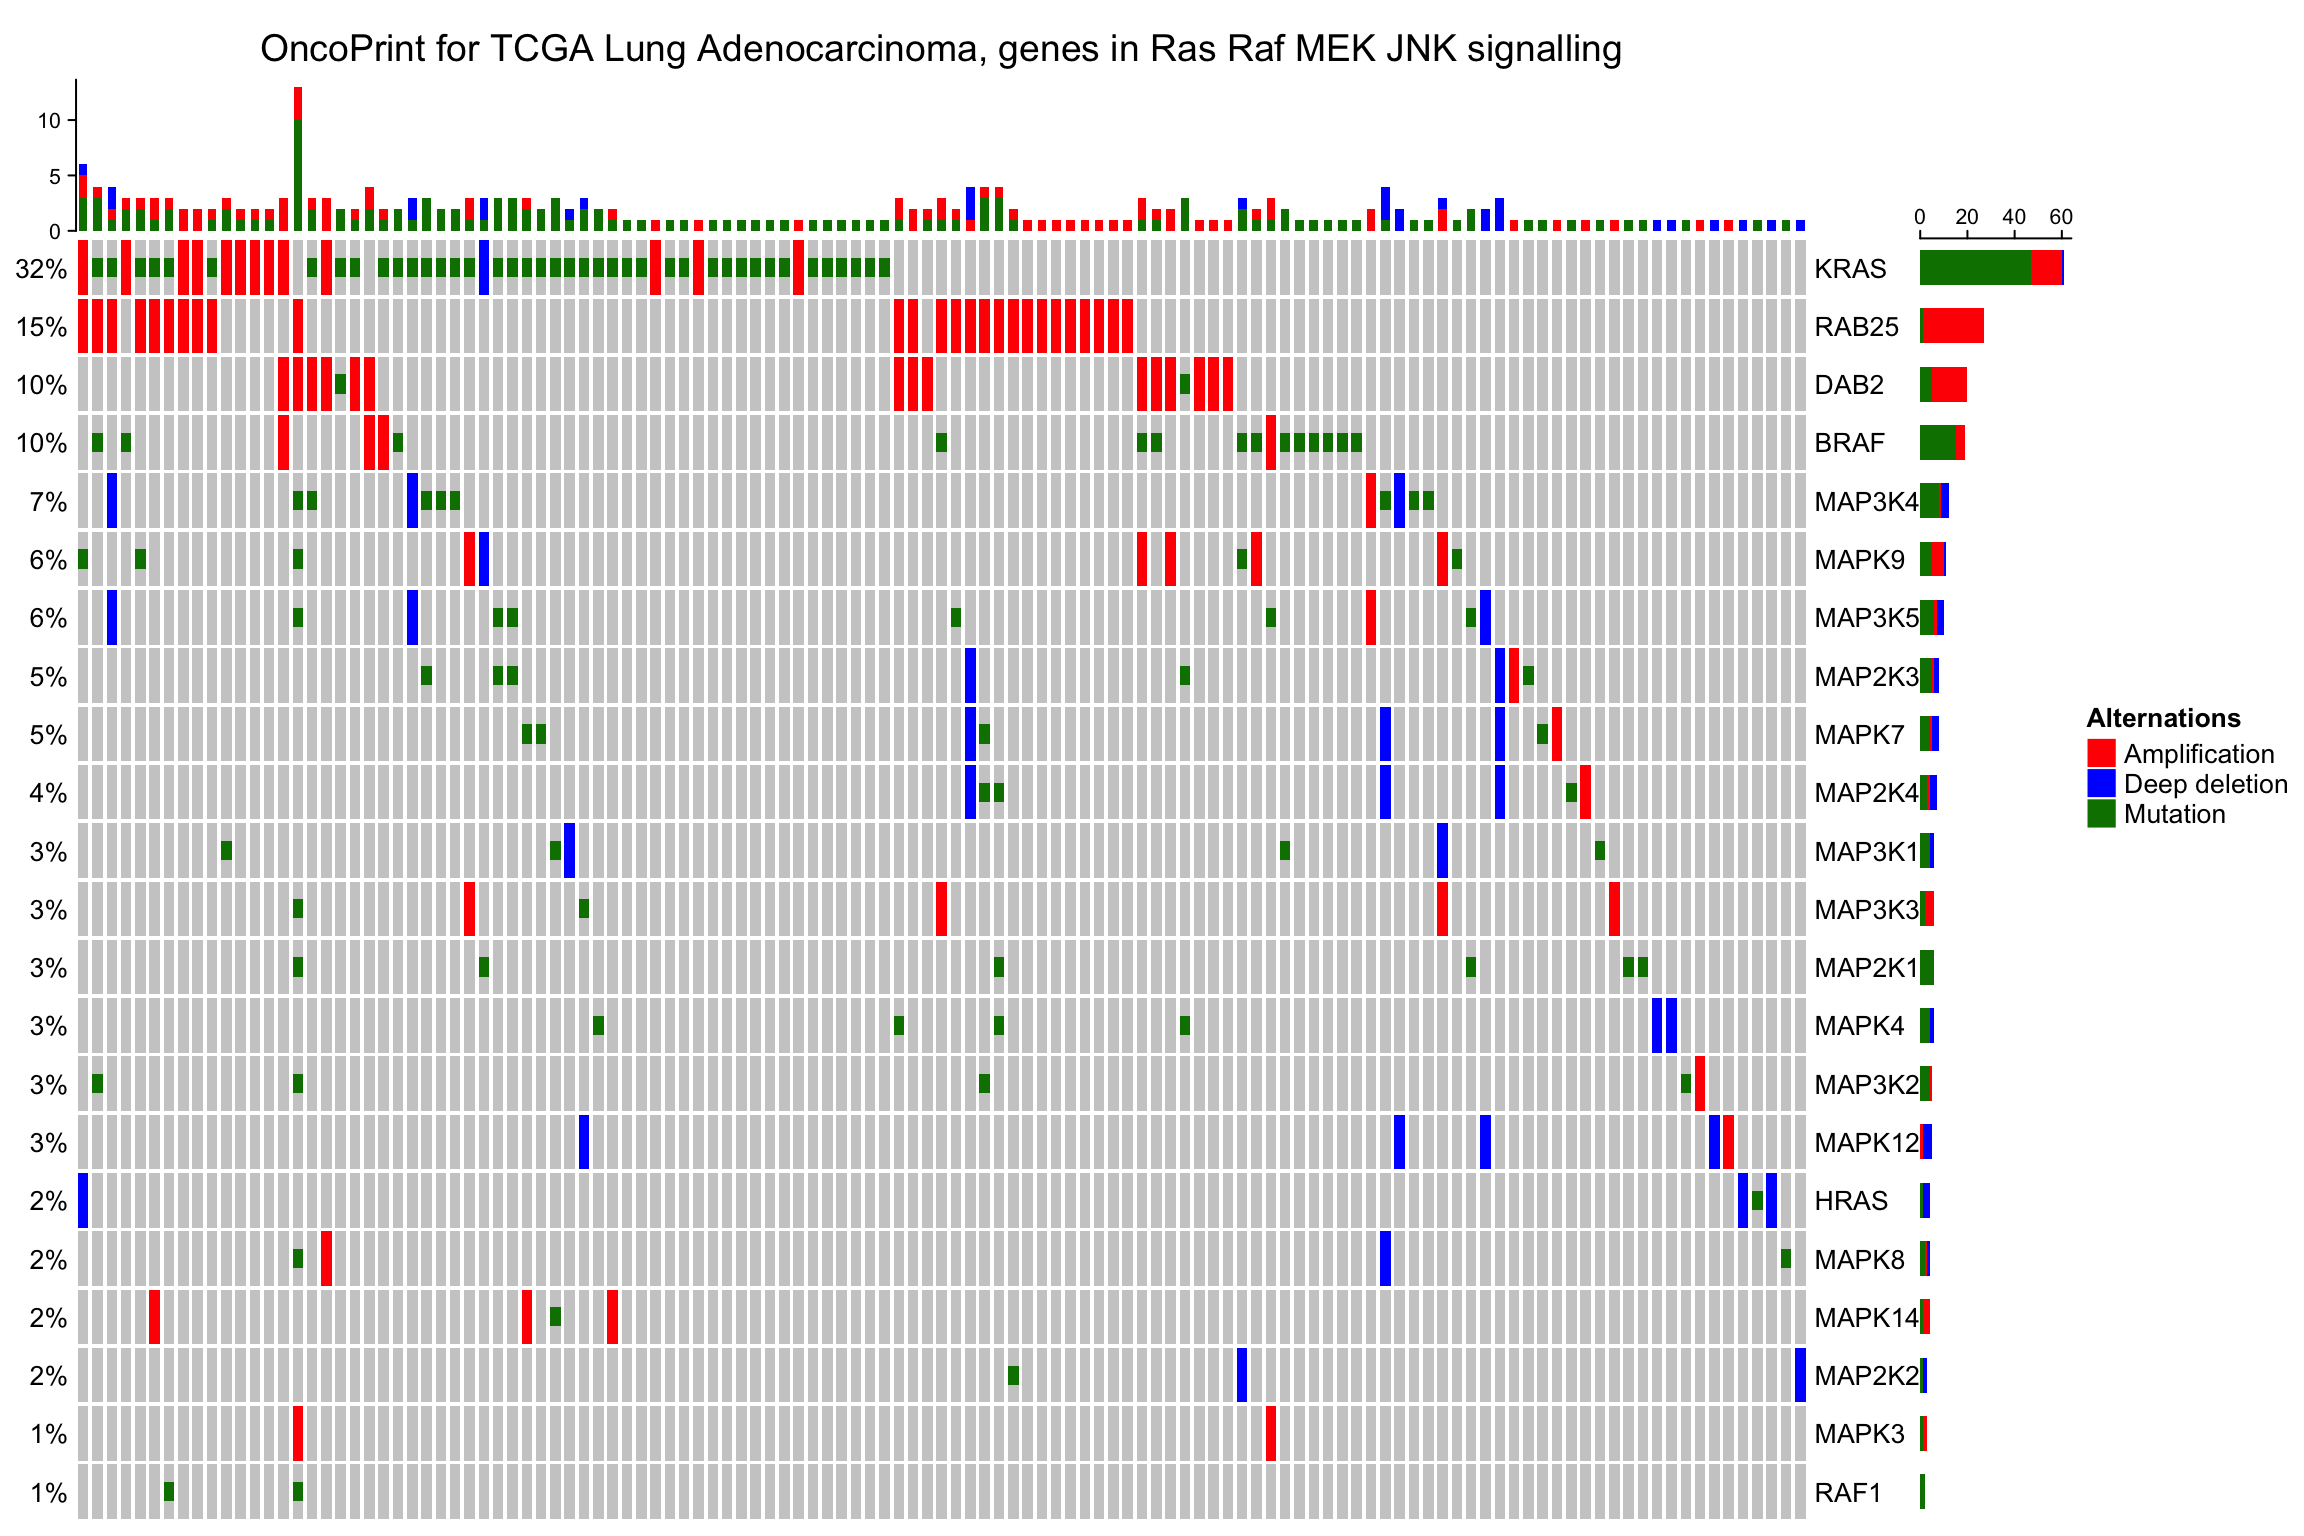 OncoPrint for TCGA Lung Adenocarcinoma, genes in Ras Raf MEK JNK signalling
10
5
0
0 20 40 60
32% KRAS
15% RAB25
10% DAB2
10% BRAF
7% MAP3K4
6% MAPK9
6% MAP3K5
5% MAP2K3
5% MAPK7
4% MAP2K4
3% MAP3K1
3% MAP3K3
3% MAP2K1
3% MAPK4
3% MAP3K2
3% MAPK12
2% HRAS
2% MAPK8
2% MAPK14
2% MAP2K2
1% MAPK3
1% RAF1
Alternations
Amplification
Deep deletion
Mutation